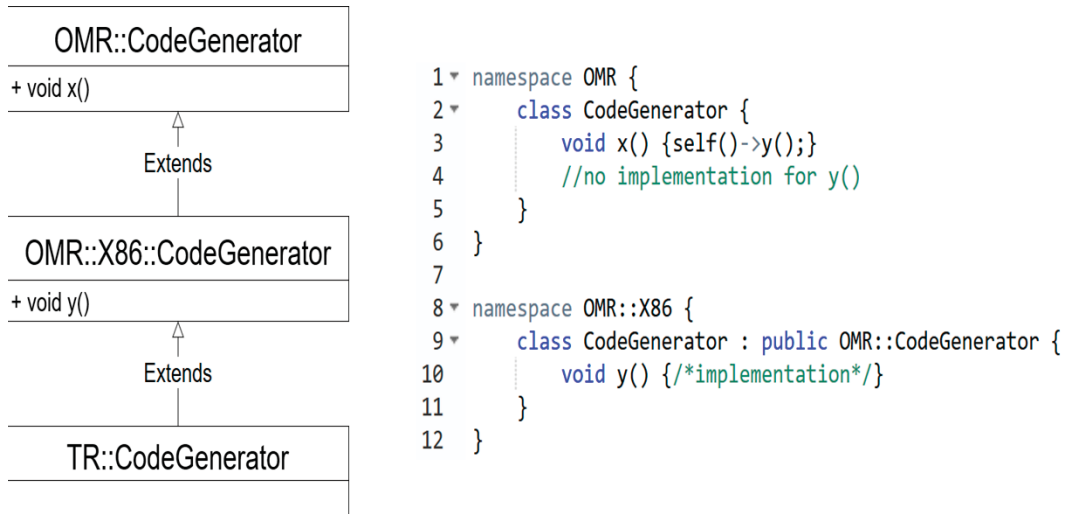 OMR::CodeGenerator
+ void x()
Extends
OMR::X86::CodeGenerator
+ void y()
Extends
TR::CodeGenerator
1 namespace OMR {
2 class CodeGenerator {
3 void x() {self()->y();}
4 //no implementation for y()
5 }
6 }
7
8 namespace OMR::X86 {
9 class CodeGenerator : public OMR::CodeGenerator {
10 void y() {/*implementation*/}
11 }
12 }